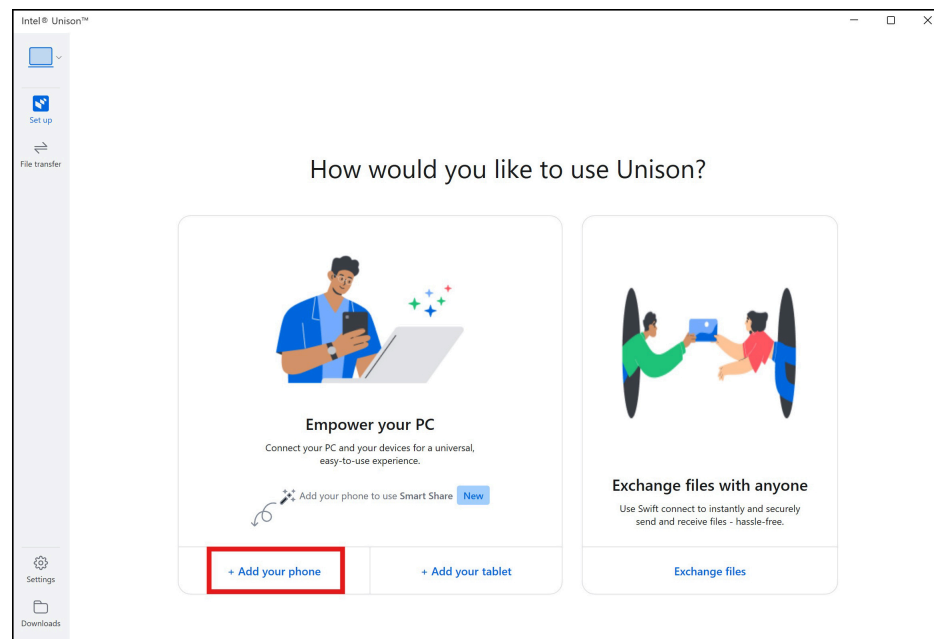 Intel® Unison™
Set up
File transfer
How would you like to use Unison?
Empower your PC
Connect your PC and your devices for a universal,
easy-to-use experience.
Add your phone to use Smart Share New
+ Add your phone
+ Add your tablet
Exchange files with anyone
Use Swift connect to instantly and securely
send and receive files - hassle-free.
Exchange files
Settings
Downloads